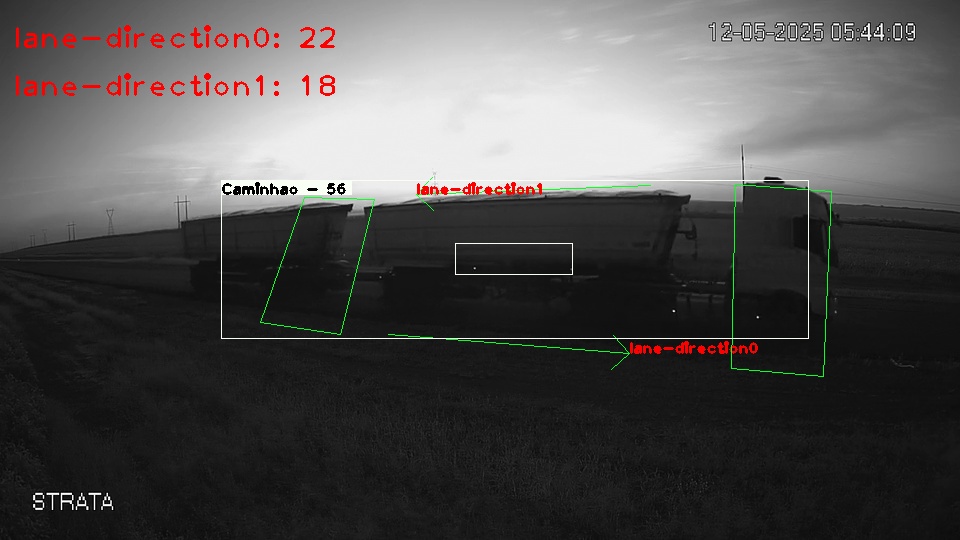 lane-direction0: 22
12-05-2025 05:44:09
lane-direction1: 18
Caminhao - 56
lane-direction1
lane-direction0
STRATA